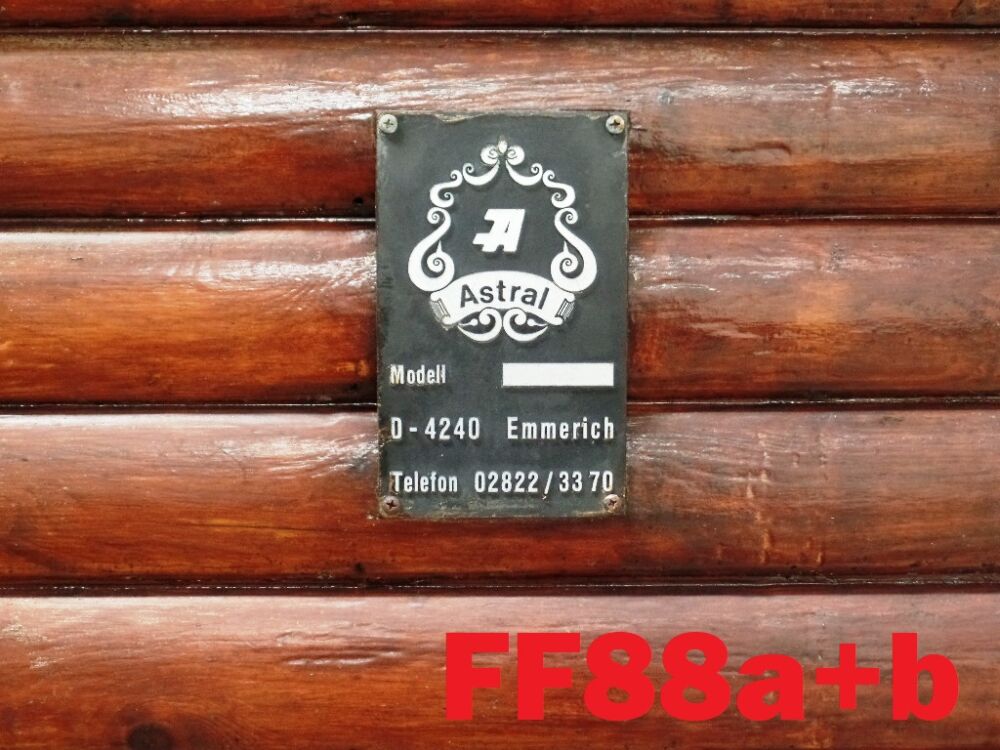 A
Astral
Modell
D-4240 Emmerich
Telefon 02822/33 70
FF88a+b